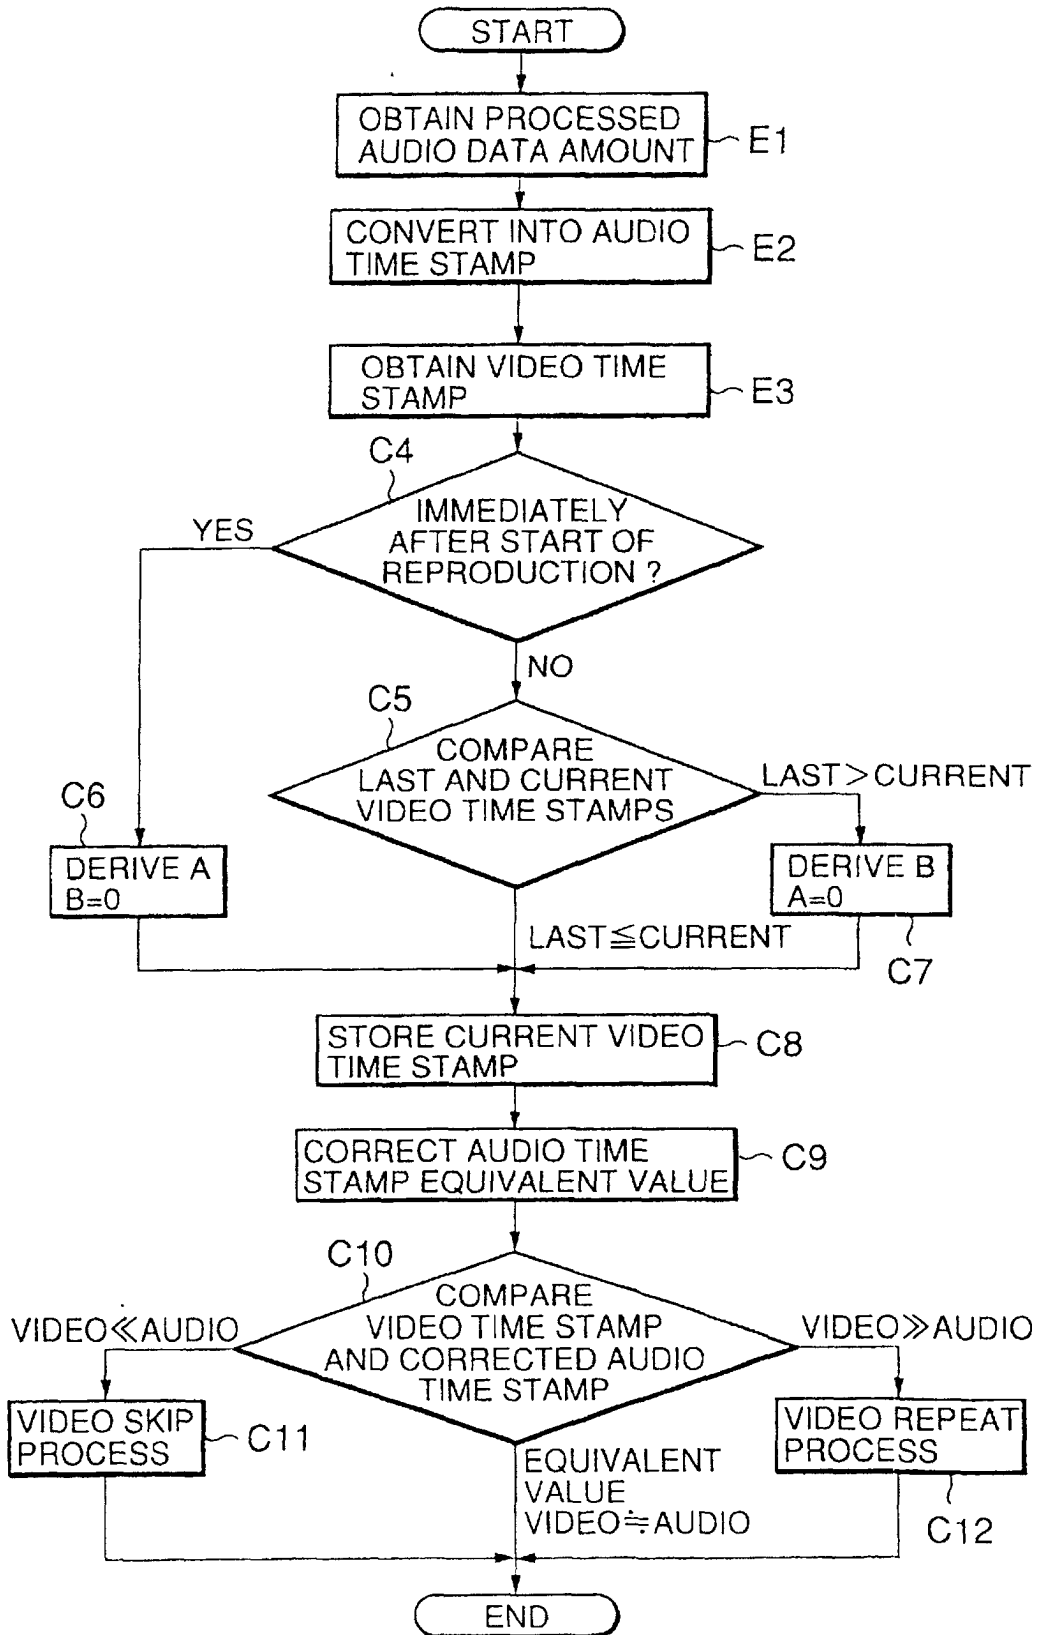 START
OBTAIN PROCESSED
AUDIO DATA AMOUNT
E1
CONVERT INTO AUDIO
TIME STAMP
E2
OBTAIN VIDEO TIME
STAMP
E3
C4
IMMEDIATELY
AFTER START OF
REPRODUCTION ?
YES
NO
C5
COMPARE
LAST AND CURRENT
VIDEO TIME STAMPS
LAST>CURRENT
C6
DERIVE A
B=0
DERIVE B
A=0
C7
LAST≦CURRENT
STORE CURRENT VIDEO
TIME STAMP
C8
CORRECT AUDIO TIME
STAMP EQUIVALENT VALUE
C9
C10
COMPARE
VIDEO TIME STAMP
AND CORRECTED AUDIO
TIME STAMP
VIDEO≪AUDIO
VIDEO≫AUDIO
VIDEO SKIP
PROCESS
C11
VIDEO REPEAT
PROCESS
C12
EQUIVALENT
VALUE
VIDEO≒AUDIO
END